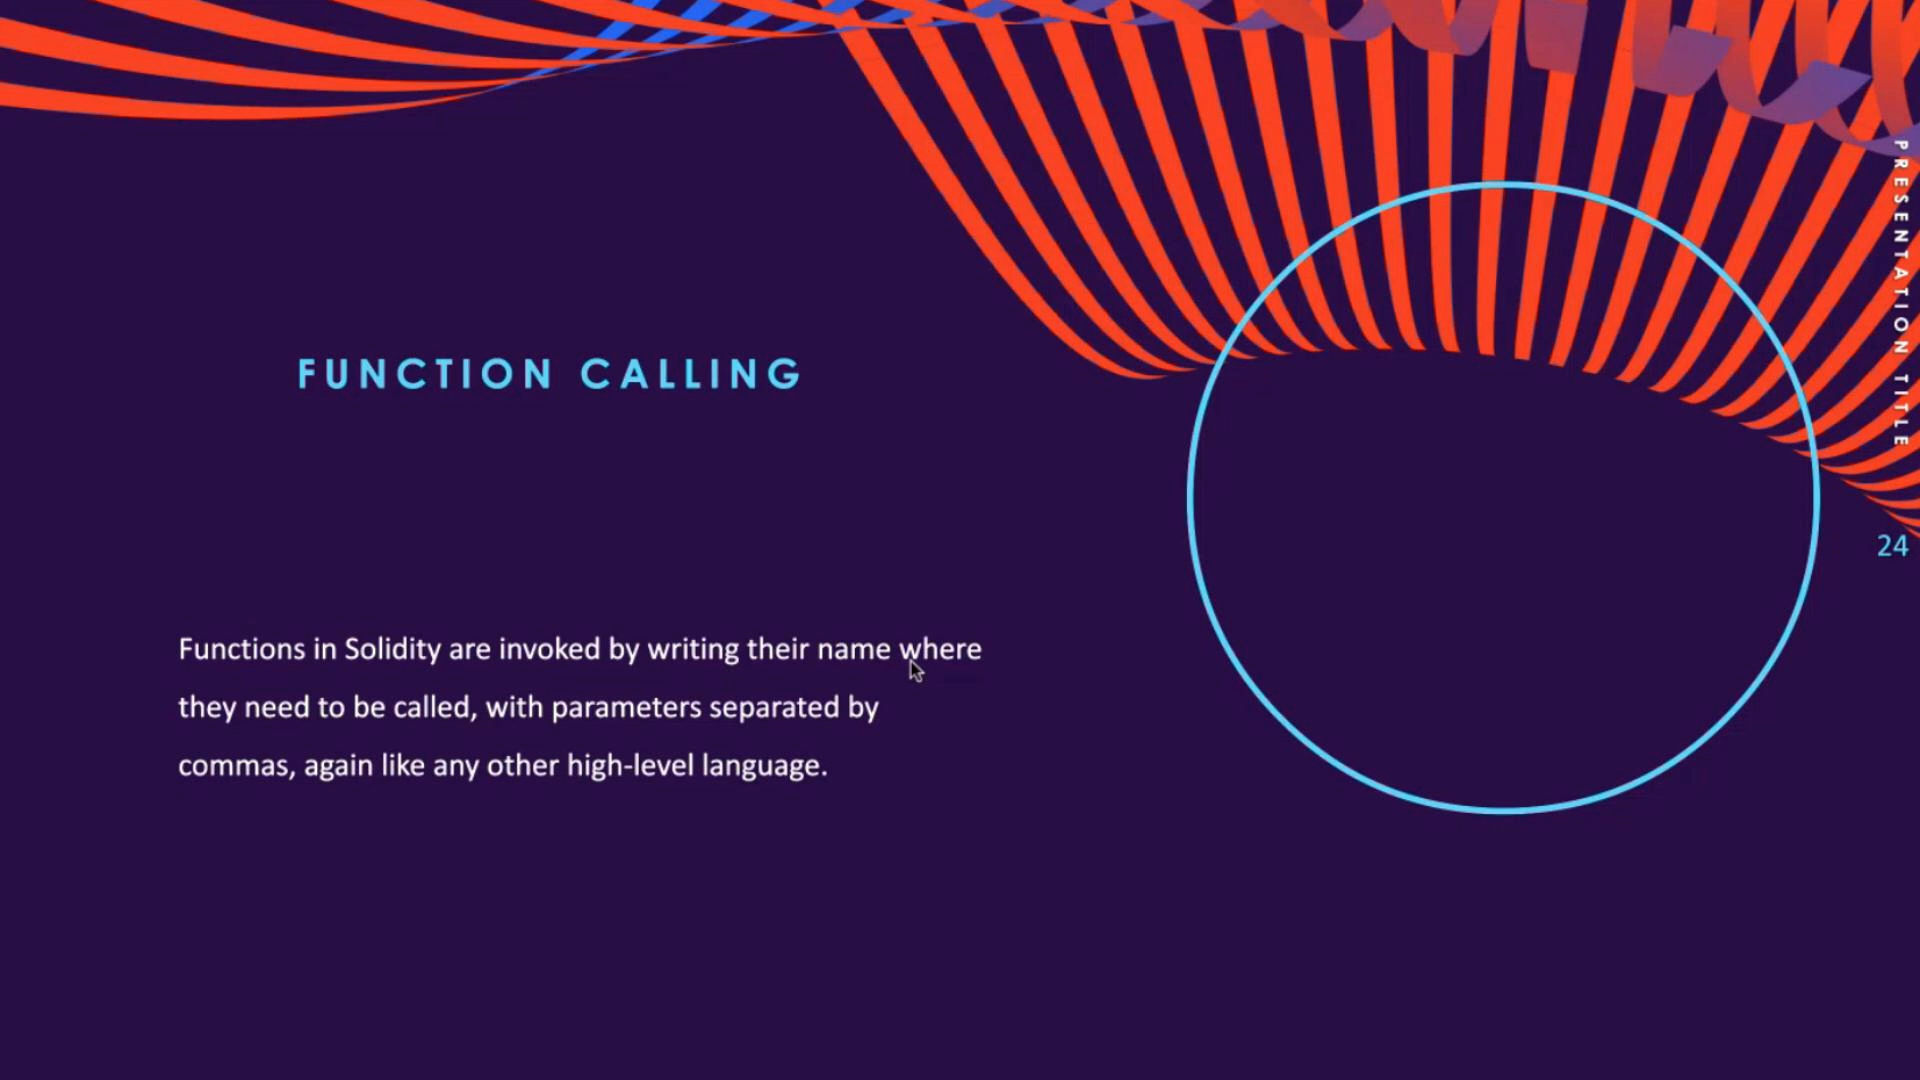 FUNCTION CALLING
Functions in Solidity are invoked by writing their name where
they need to be called, with parameters separated by
commas, again like any other high-level language.
PRESENTATION TITLE
24